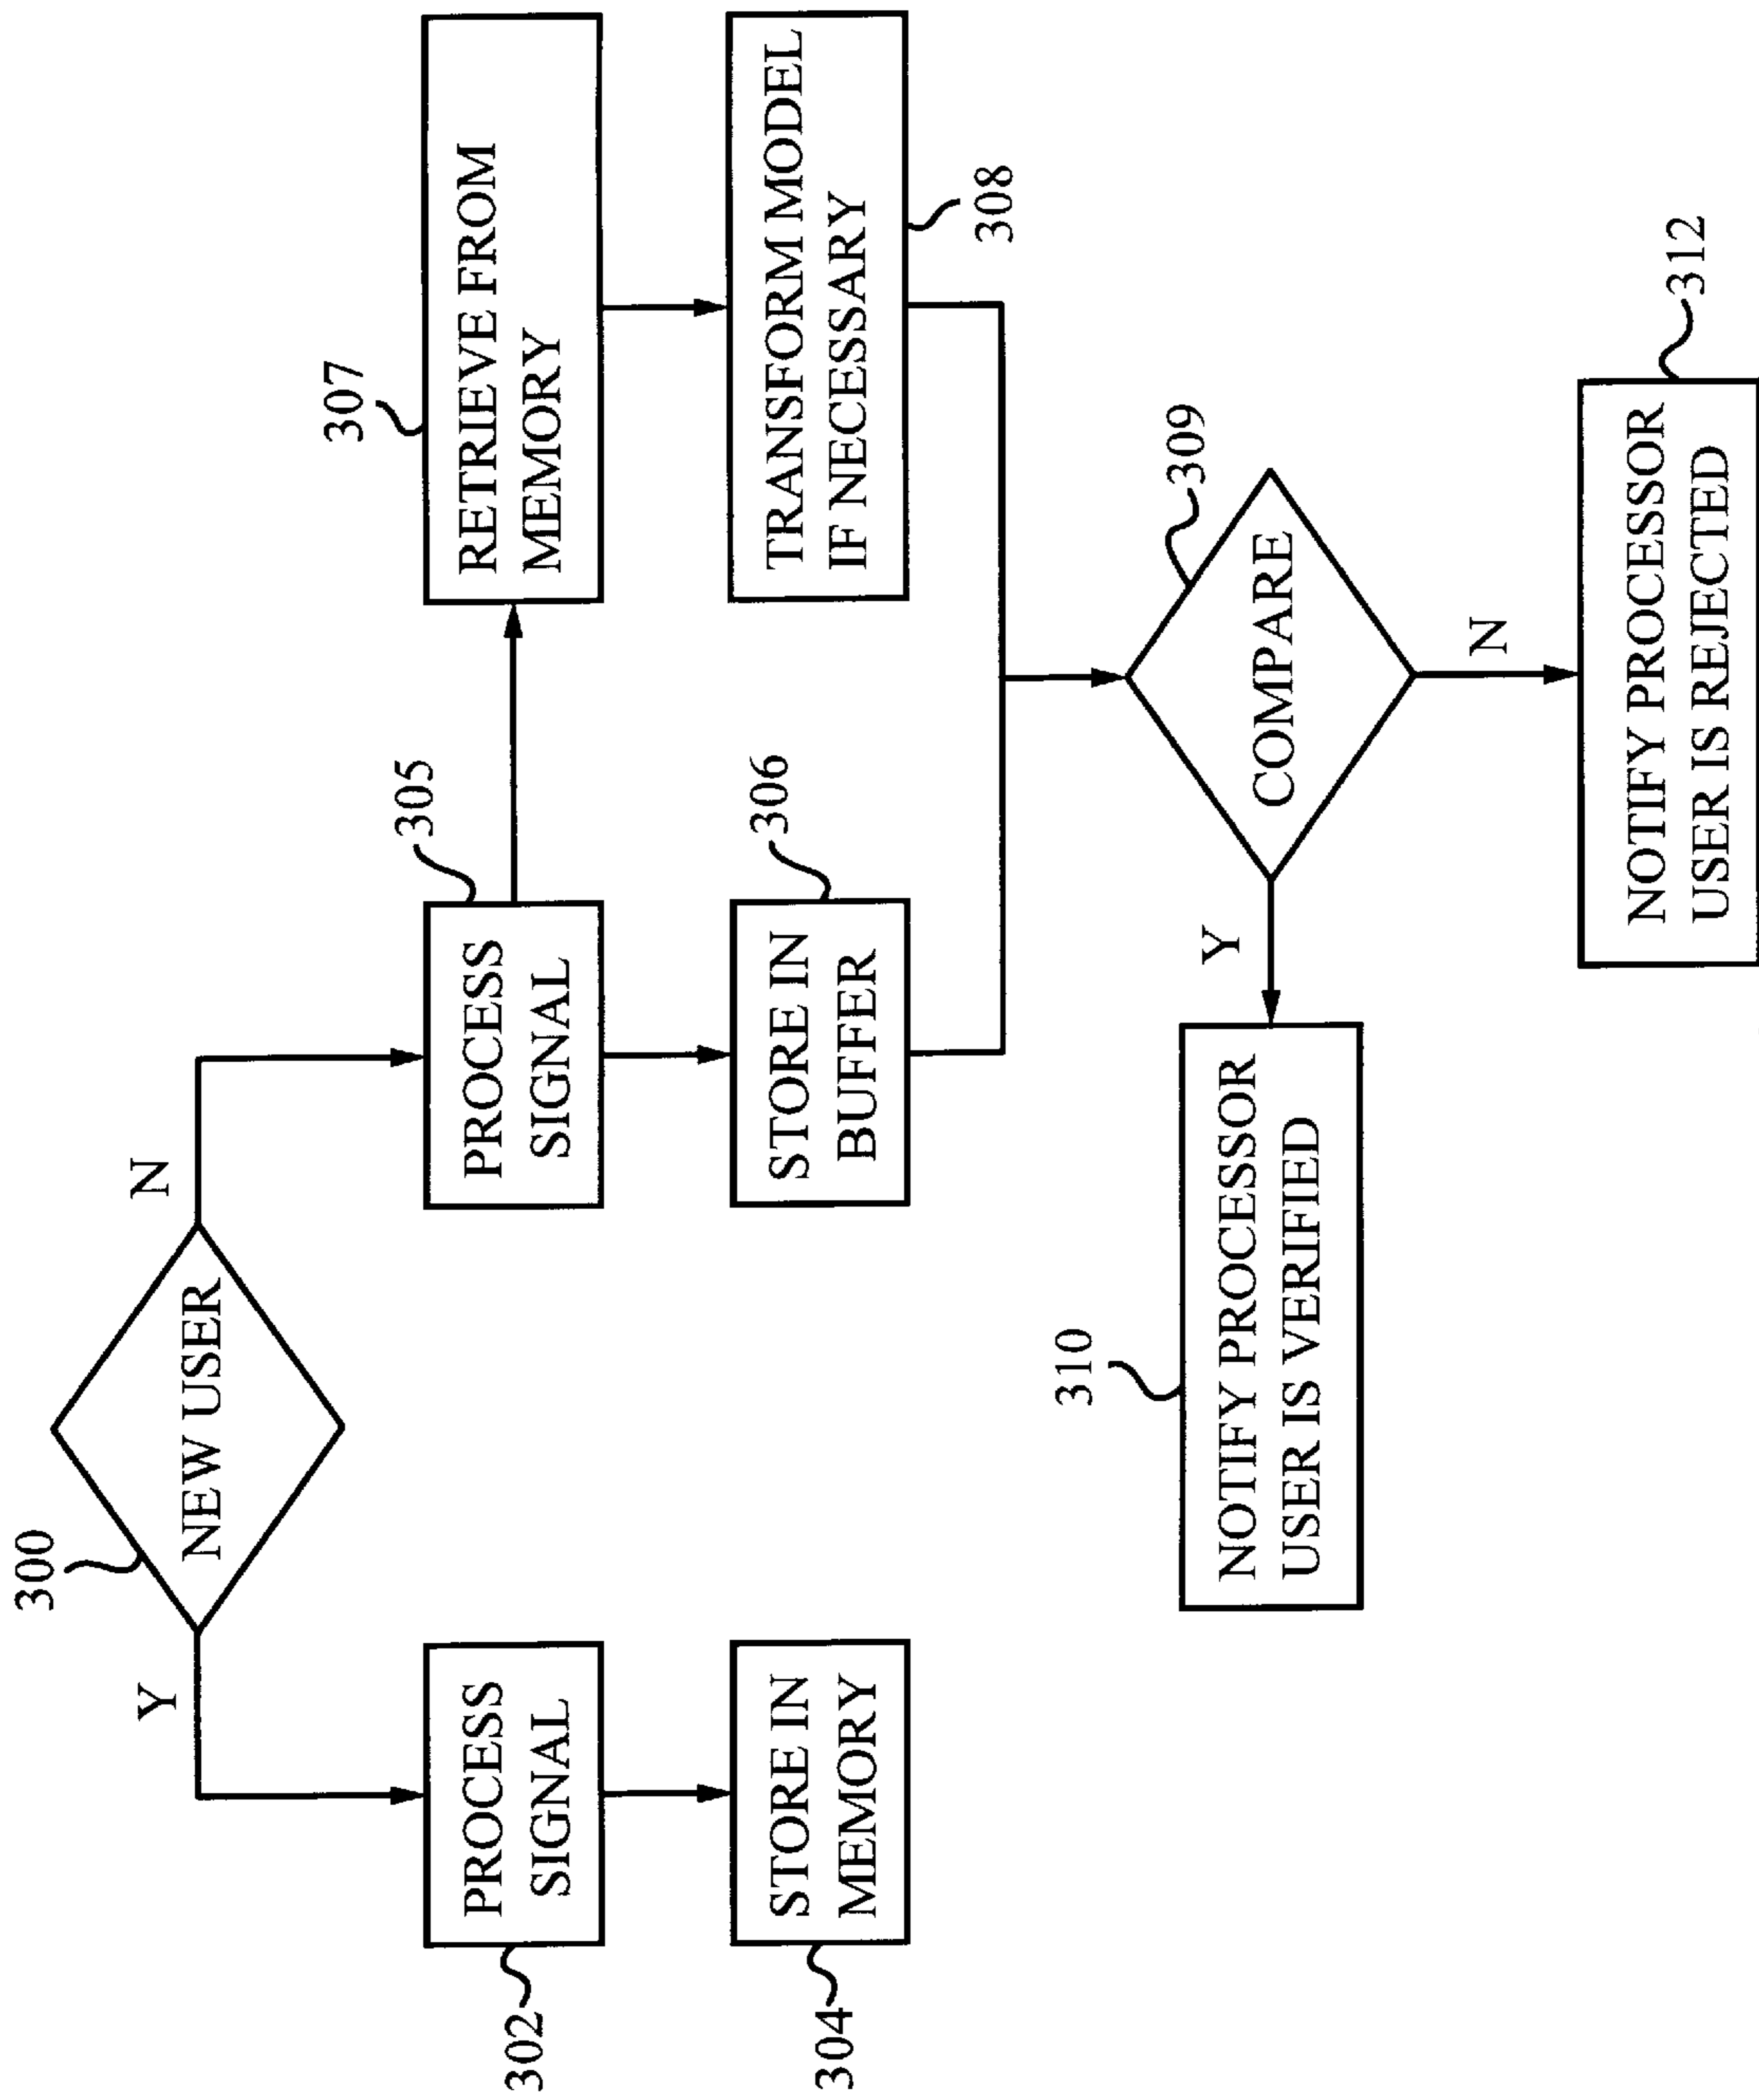 300
NEW USER
Y
N
302
PROCESS
SIGNAL
305
PROCESS
SIGNAL
307
RETRIEVE FROM
MEMORY
304
STORE IN
MEMORY
306
STORE IN
BUFFER
TRANSFORM MODEL
IF NECESSARY
308
309
COMPARE
Y
N
310
NOTIFY PROCESSOR
USER IS VERIFIED
312
NOTIFY PROCESSOR
USER IS REJECTED